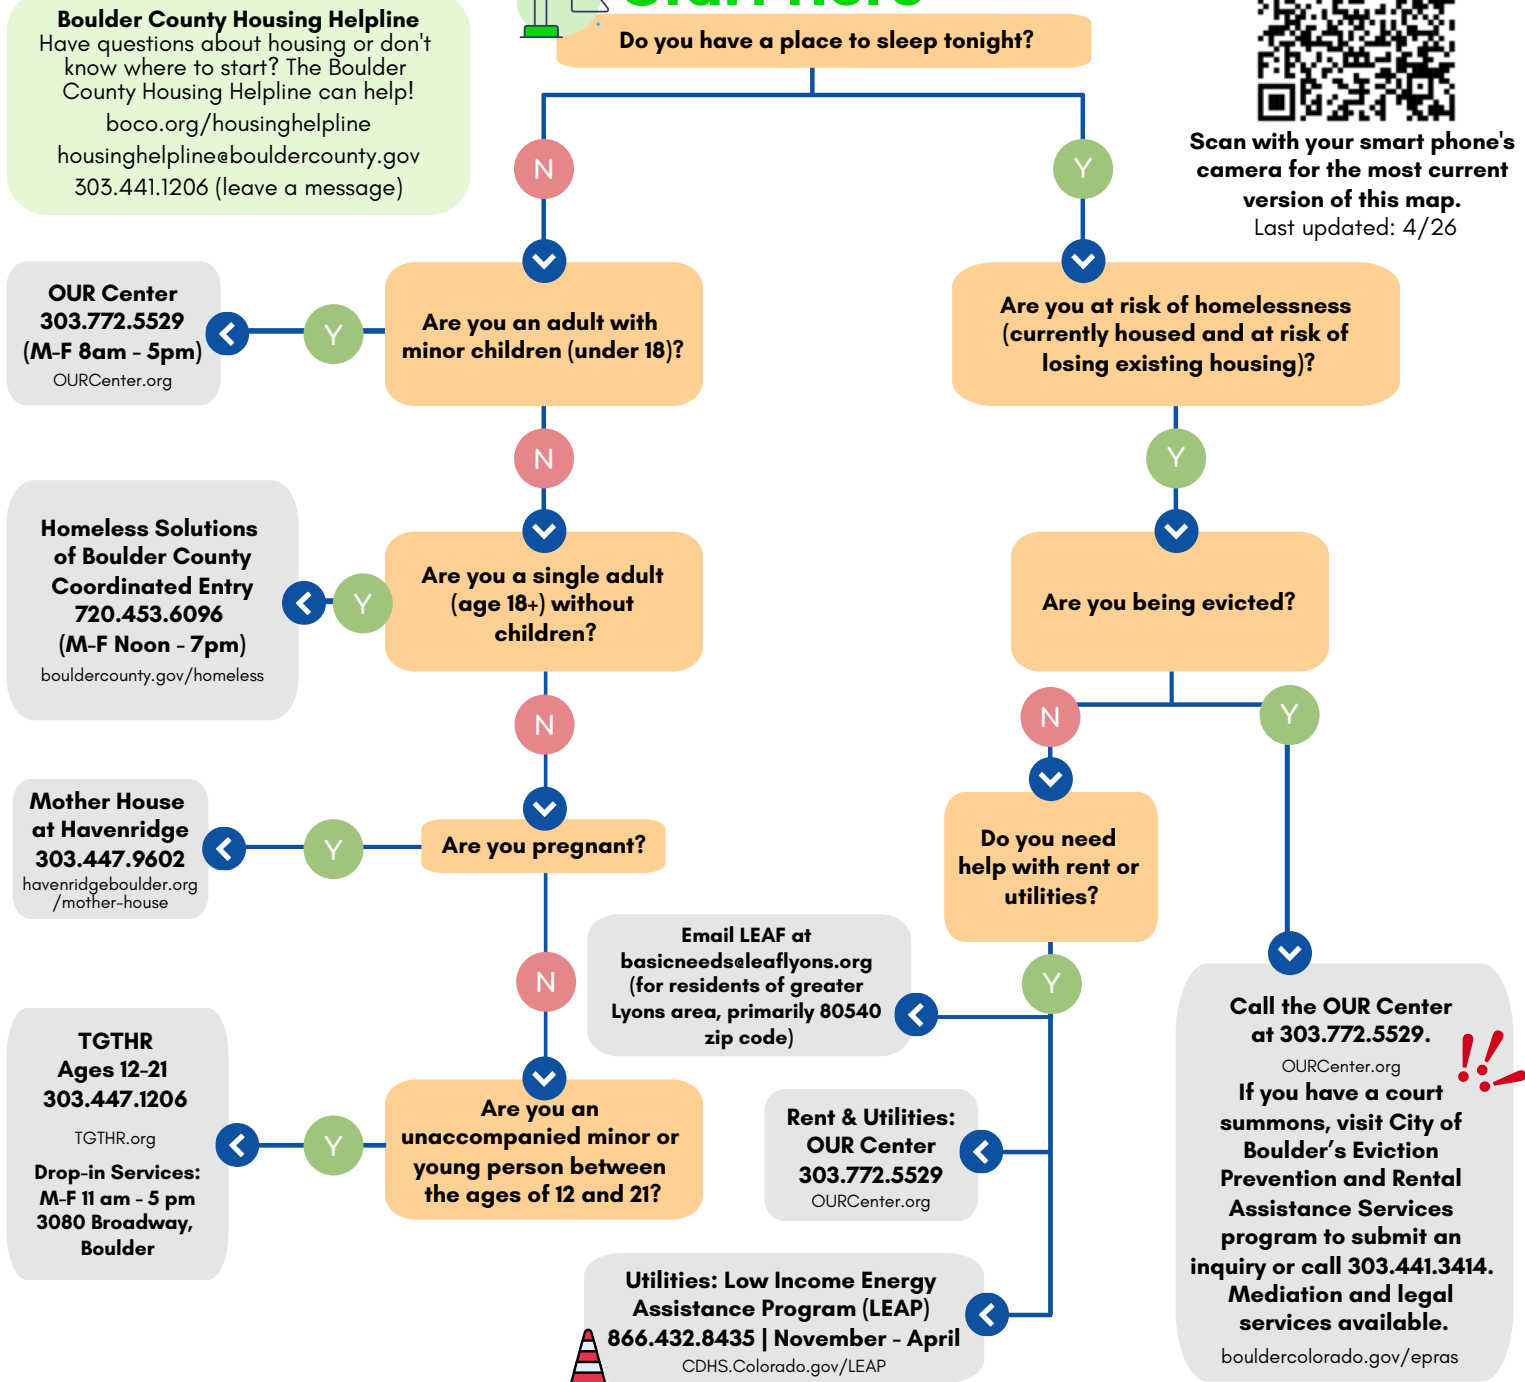 Start here
Boulder County Housing Helpline
Have questions about housing or don't
know where to start? The Boulder
County Housing Helpline can help!
boco.org/housinghelpline
housinghelpline@bouldercounty.gov
303.441.1206 (leave a message)
Do you have a place to sleep tonight?
Scan with your smart phone's
camera for the most current
version of this map.
Last updated: 4/26
N
Y
OUR Center
303.772.5529
(M-F 8am - 5pm)
OURCenter.org
Y
Are you an adult with
minor children (under 18)?
Are you at risk of homelessness
(currently housed and at risk of
losing existing housing)?
N
Y
Homeless Solutions
of Boulder County
Coordinated Entry
720.453.6096
(M-F Noon - 7pm)
bouldercounty.gov/homeless
Y
Are you a single adult
(age 18+) without
children?
Are you being evicted?
N
N
Y
Mother House
at Havenridge
303.447.9602
havenridgeboulder.org
/mother-house
Y
Are you pregnant?
Do you need
help with rent or
utilities?
N
Y
Email LEAF at
basicneeds@leaflyons.org
(for residents of greater
Lyons area, primarily 80540
zip code)
Call the OUR Center
at 303.772.5529.
OURCenter.org
If you have a court
summons, visit City of
Boulder's Eviction
Prevention and Rental
Assistance Services
program to submit an
inquiry or call 303.441.3414.
Mediation and legal
services available.
bouldercolorado.gov/epras
TGTHR
Ages 12-21
303.447.1206
TGTHR.org
Drop-in Services:
M-F 11 am - 5 pm
3080 Broadway,
Boulder
Y
Are you an
unaccompanied minor or
young person between
the ages of 12 and 21?
Rent & Utilities:
OUR Center
303.772.5529
OURCenter.org
Utilities: Low Income Energy
Assistance Program (LEAP)
866.432.8435 | November - April
CDHS.Colorado.gov/LEAP